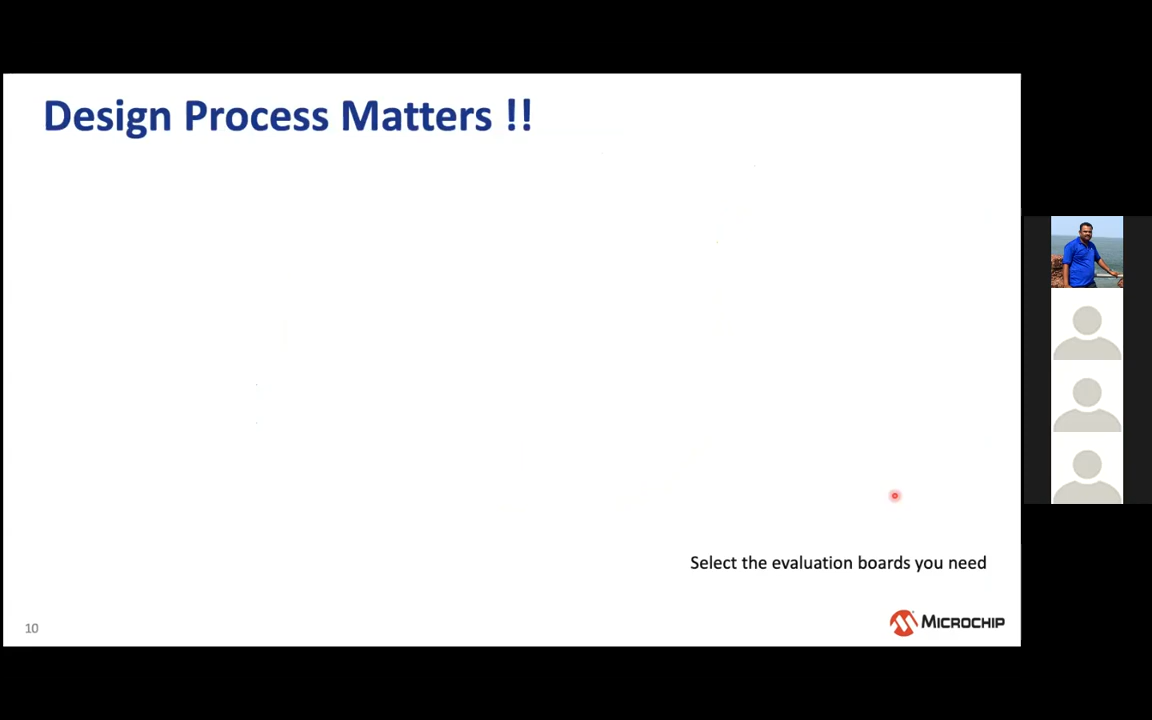 Design Process Matters !!
Select the evaluation boards you need
10
MICROCHIP